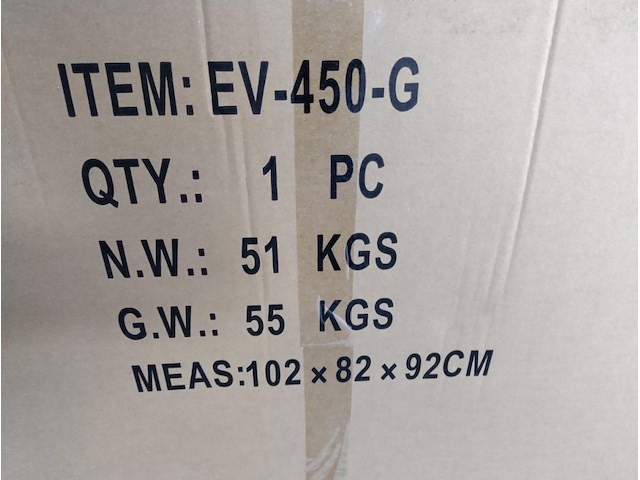 ITEM: EV-450-G
QTY.: 1 PC
N.W.: 51 KGS
G.W.: 55 KGS
MEAS:102 × 82 × 92CM